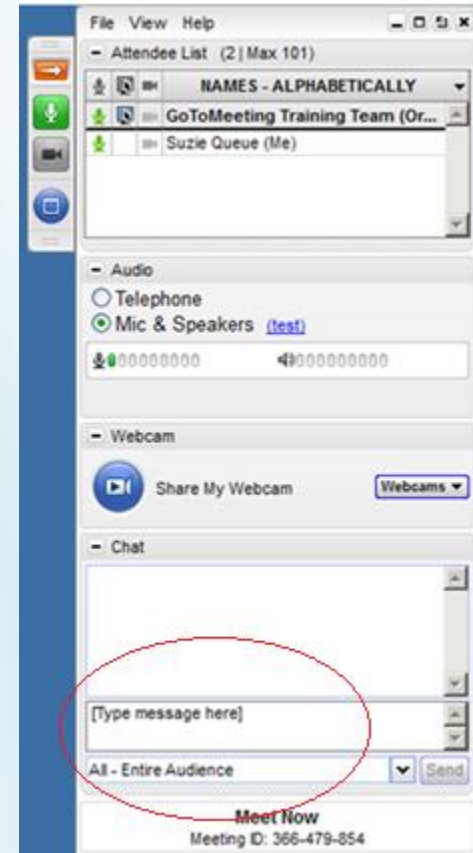 File View Help
Attendee List (2 | Max 101)
NAMES - ALPHABETICALLY
GoToMeeting Training Team (Or...
Suzie Queue (Me)
Audio
Telephone
Mic & Speakers (test)
Webcam
Share My Webcam Webcams
Chat
[Type message here]
All - Entire Audience Send
Meet Now
Meeting ID: 366-479-854